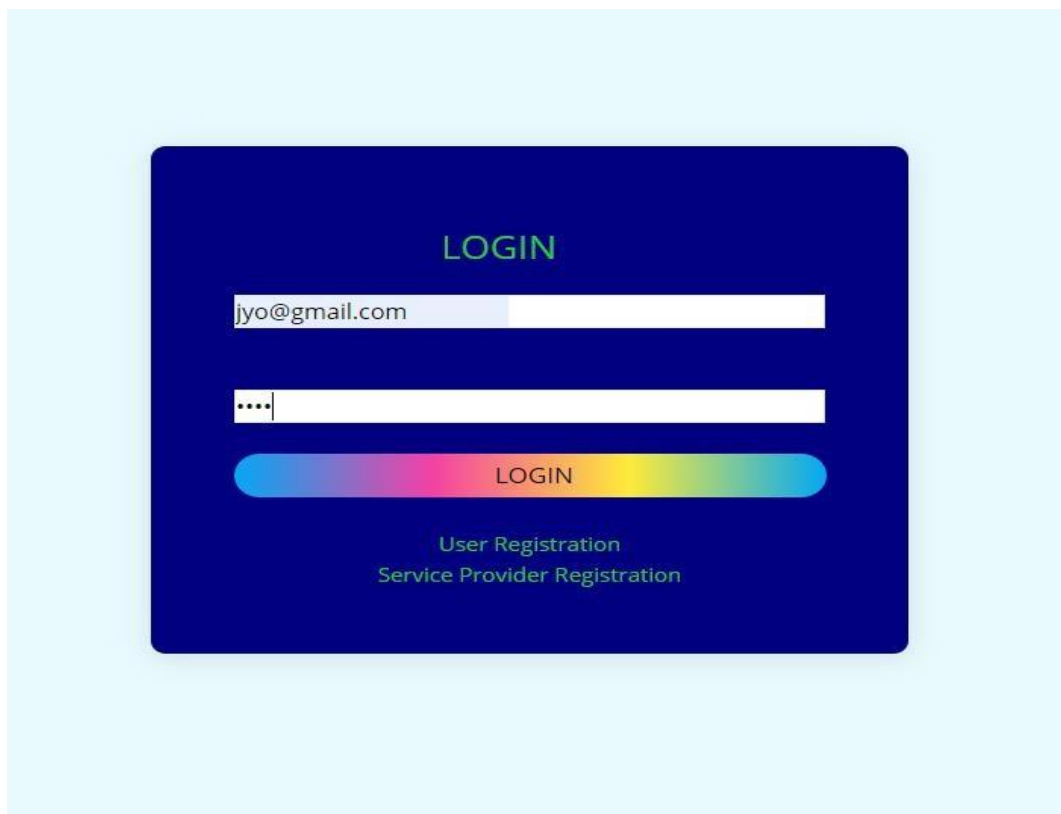 LOGIN
jyo@gmail.com
••••
LOGIN
User Registration
Service Provider Registration